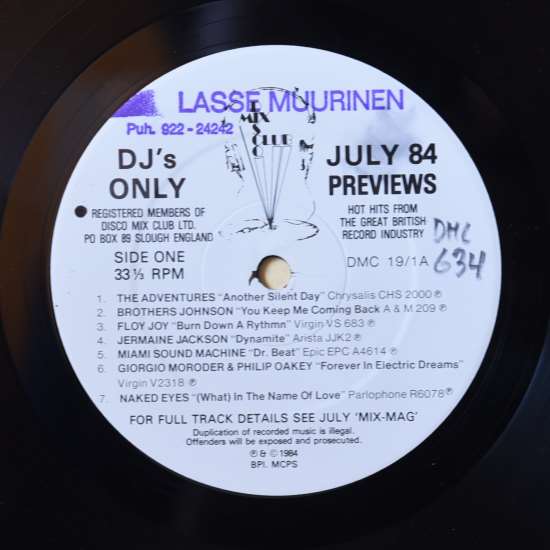 LASSE MUURINEN
Puh. 922 - 24242
DISCO
MIX
CLUB
DJ's
ONLY
JULY 84
PREVIEWS
REGISTERED MEMBERS OF
DISCO MIX CLUB LTD.
PO BOX 89 SLOUGH ENGLAND
HOT HITS FROM
THE GREAT BRITISH
RECORD INDUSTRY
DMC
634
SIDE ONE
33⅓ RPM
DMC 19/1A
1. THE ADVENTURES "Another Silent Day" Chrysalis CHS 2000 ℗
2. BROTHERS JOHNSON "You Keep Me Coming Back A & M 209 ℗
3. FLOY JOY "Burn Down A Rythmn" Virgin VS 683 ℗
4. JERMAINE JACKSON "Dynamite" Arista JJK2 ℗
5. MIAMI SOUND MACHINE "Dr. Beat" Epic EPC A4614 ℗
6. GIORGIO MORODER & PHILIP OAKEY "Forever In Electric Dreams"
Virgin V2318 ℗
7. NAKED EYES "(What) In The Name Of Love" Parlophone R6078 ℗
FOR FULL TRACK DETAILS SEE JULY 'MIX-MAG'
Duplication of recorded music is illegal.
Offenders will be exposed and prosecuted.
℗ & © 1984
BPI. MCPS